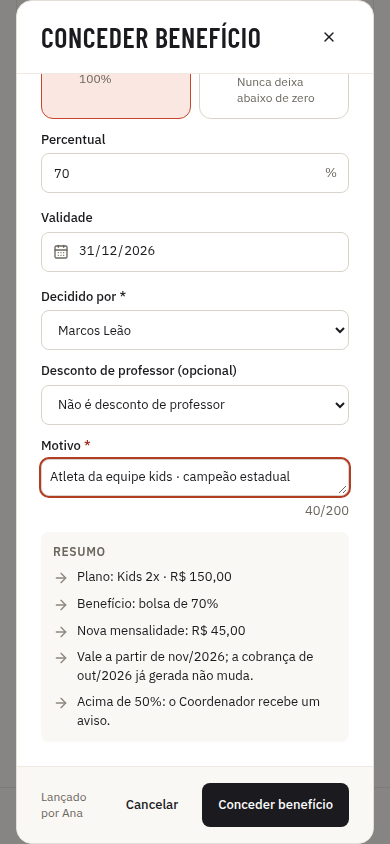 CONCEDER BENEFÍCIO
100%
Nunca deixa
abaixo de zero
Percentual
70 %
Validade
31/12/2026
Decidido por *
Marcos Leão
Desconto de professor (opcional)
Não é desconto de professor
Motivo *
Atleta da equipe kids · campeão estadual
40/200
RESUMO
Plano: Kids 2x · R$ 150,00
Benefício: bolsa de 70%
Nova mensalidade: R$ 45,00
Vale a partir de nov/2026; a cobrança de
out/2026 já gerada não muda.
Acima de 50%: o Coordenador recebe um
aviso.
Lançado
por Ana
Cancelar
Conceder benefício